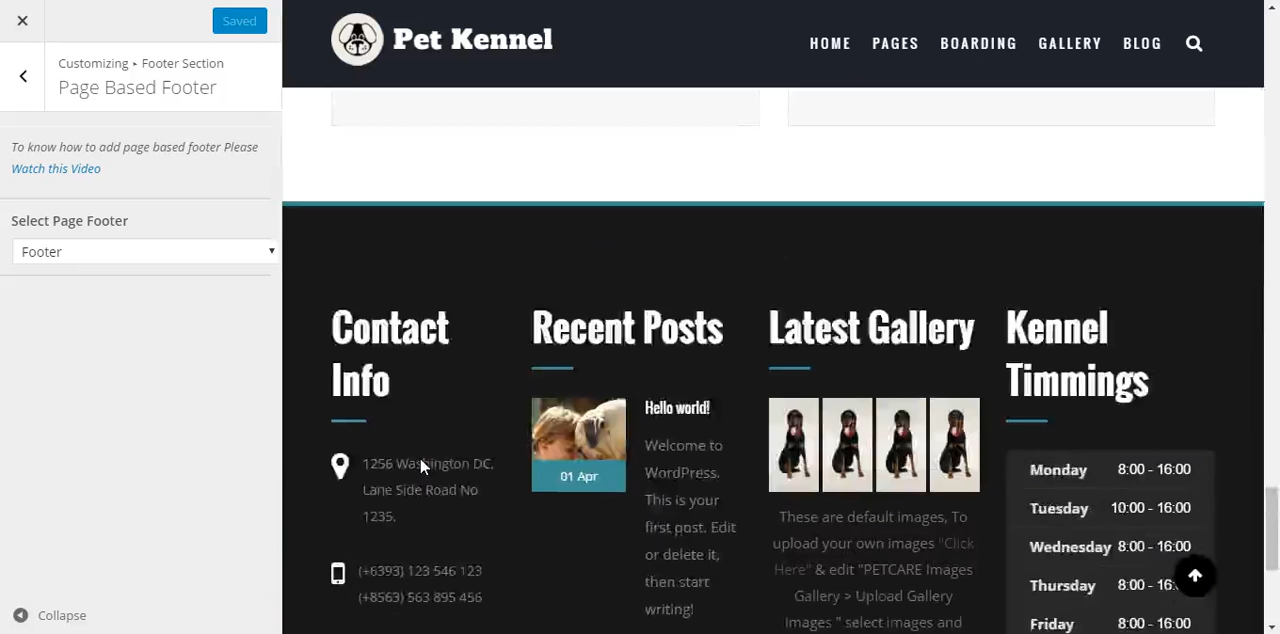 Saved
Customizing ▸ Footer Section
Page Based Footer
To know how to add page based footer Please
Watch this Video
Select Page Footer
Footer
Collapse
Pet Kennel
HOME PAGES BOARDING GALLERY BLOG
Contact
Info
1256 Washington DC,
Lane Side Road No
1235.
(+6393) 123 546 123
(+8563) 563 895 456
Recent Posts
01 Apr
Hello world!
Welcome to
WordPress.
This is your
first post. Edit
or delete it,
then start
writing!
Latest Gallery
These are default images, To
upload your own images "Click
Here" & edit "PETCARE Images
Gallery > Upload Gallery
Images " select images and
Kennel
Timmings
Monday 8:00 - 16:00
Tuesday 10:00 - 16:00
Wednesday 8:00 - 16:00
Thursday 8:00 - 
Friday 8:00 - 16:00